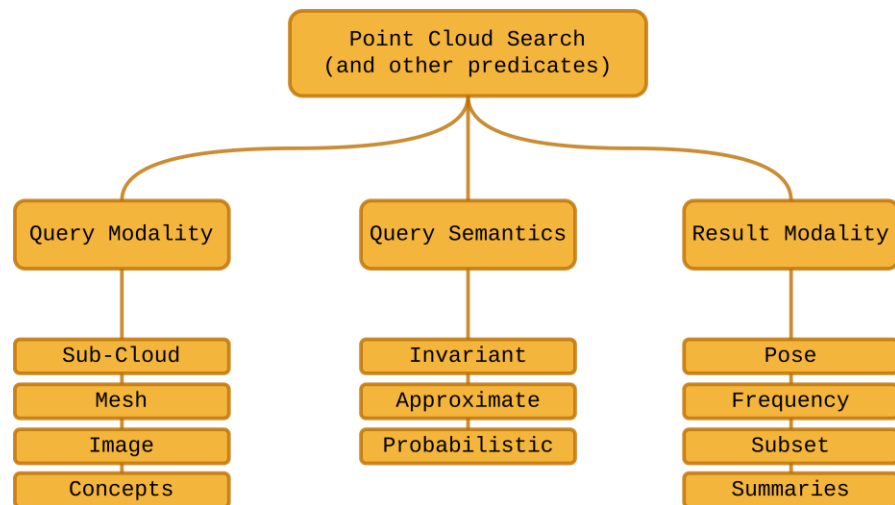 Point Cloud Search
(and other predicates)
Query Modality
Query Semantics
Result Modality
Sub-Cloud
Mesh
Image
Concepts
Invariant
Approximate
Probabilistic
Pose
Frequency
Subset
Summaries